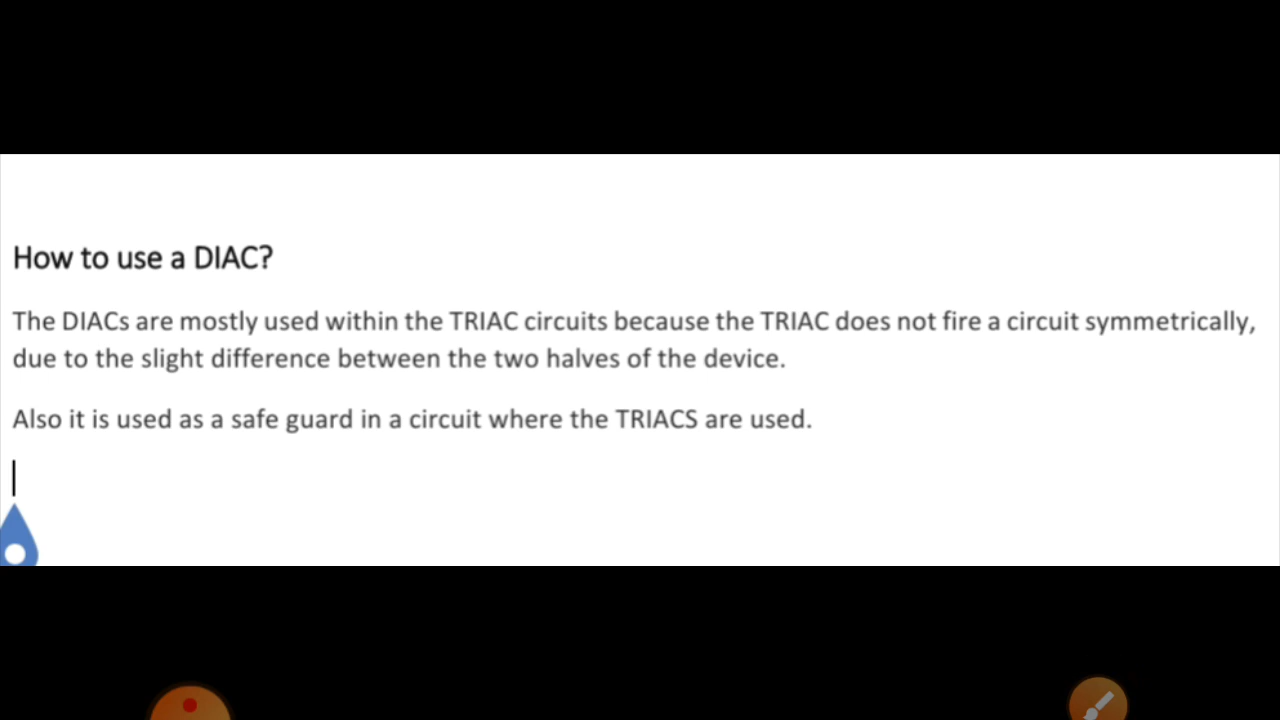 How to use a DIAC?
The DIACs are mostly used within the TRIAC circuits because the TRIAC does not fire a circuit symmetrically,
due to the slight difference between the two halves of the device.
Also it is used as a safe guard in a circuit where the TRIACS are used.